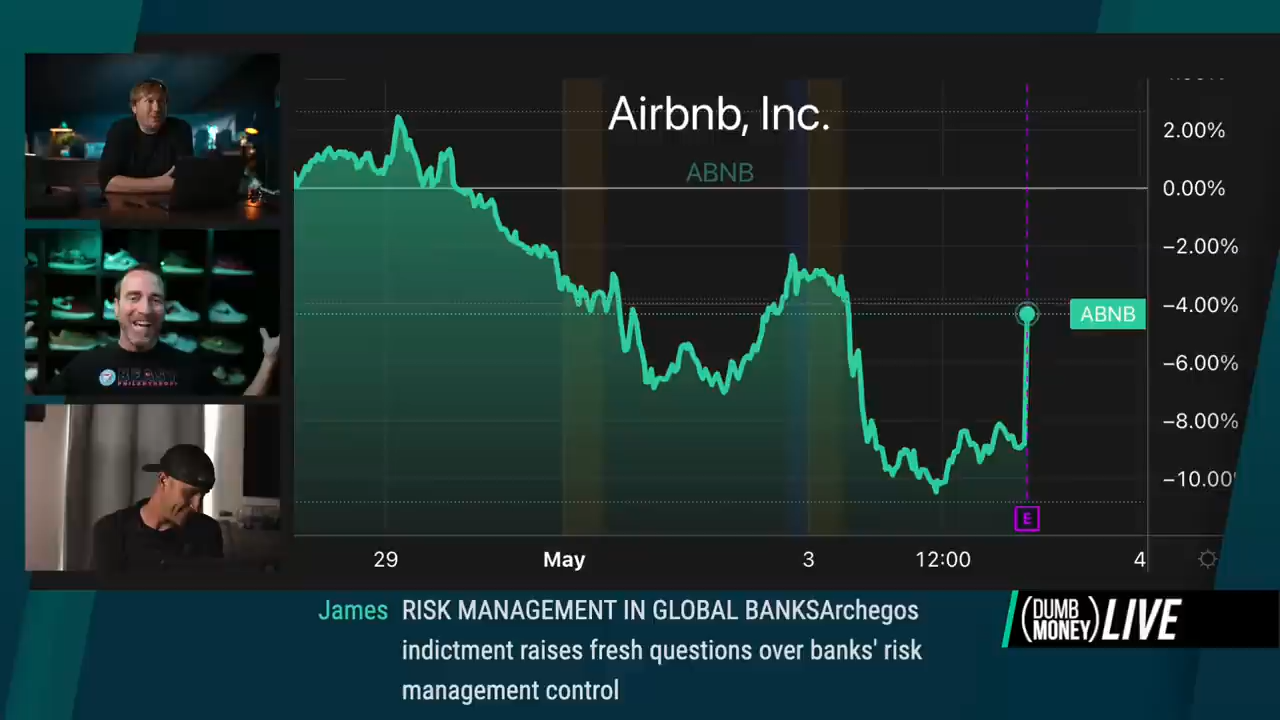 Airbnb, Inc.
ABNB
2.00%
0.00%
−2.00%
−4.00%
ABNB
−6.00%
−8.00%
−10.00
E
29
May
3
12:00
4
PHILANTHROPY
James
RISK MANAGEMENT IN GLOBAL BANKSArchegos
indictment raises fresh questions over banks' risk
management control
(DUMB
MONEY) LIVE